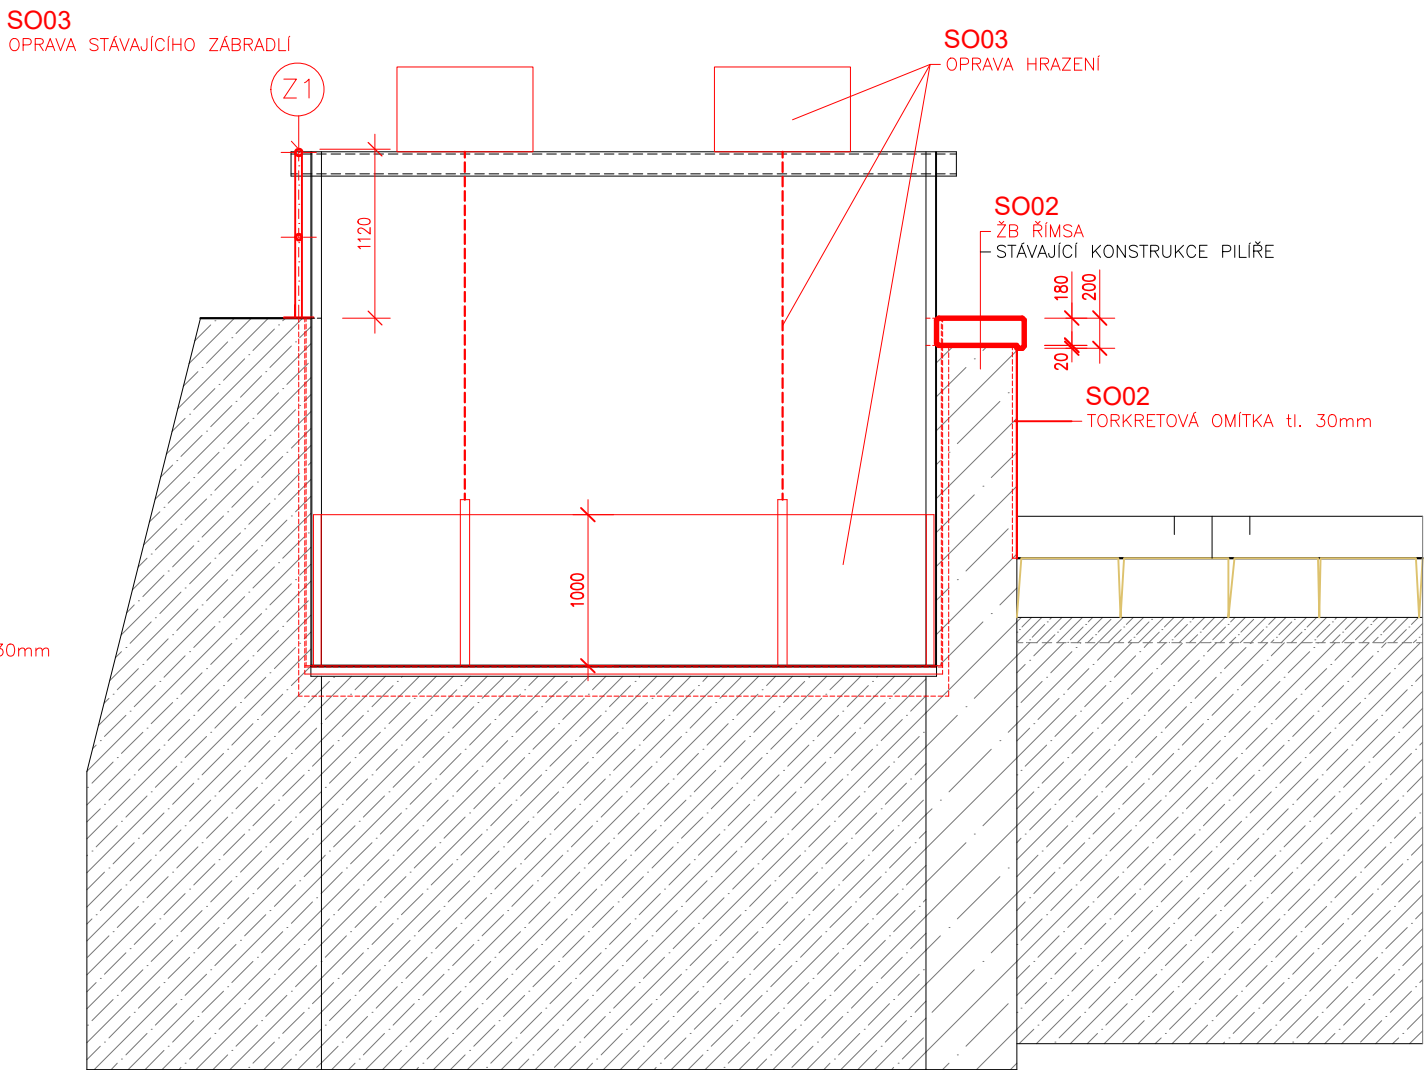 SO03
OPRAVA STÁVAJÍCÍHO ZÁBRADLÍ
Z1
SO03
OPRAVA HRAZENÍ
1120
SO02
ŽB ŘÍMSA
STÁVAJÍCÍ KONSTRUKCE PILÍŘE
180
200
20
SO02
TORKRETOVÁ OMÍTKA tl. 30mm
1000
30mm